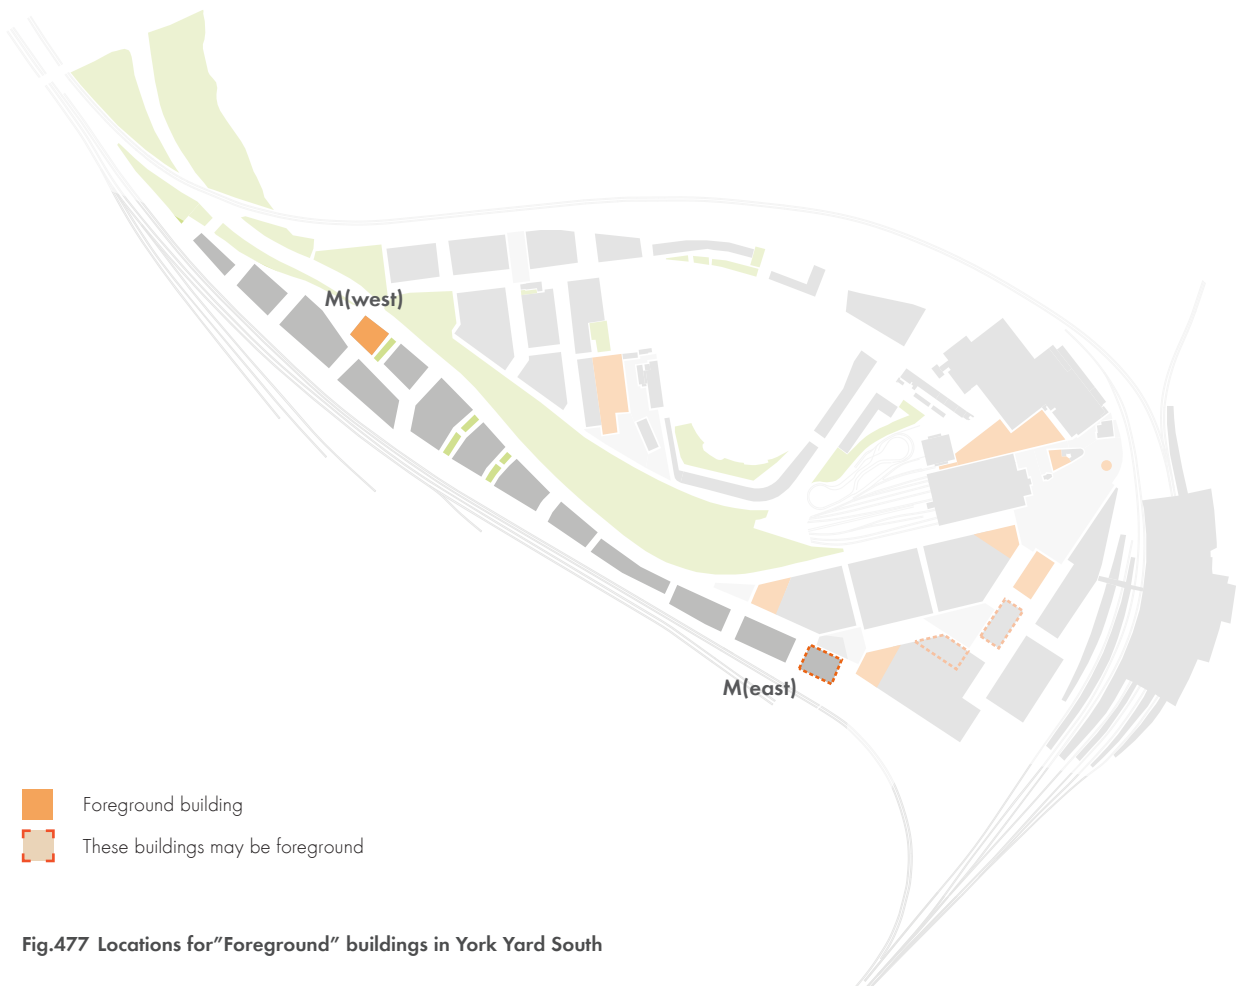 M(west)
M(east)
Foreground building
These buildings may be foreground
Fig.477 Locations for”Foreground” buildings in York Yard South